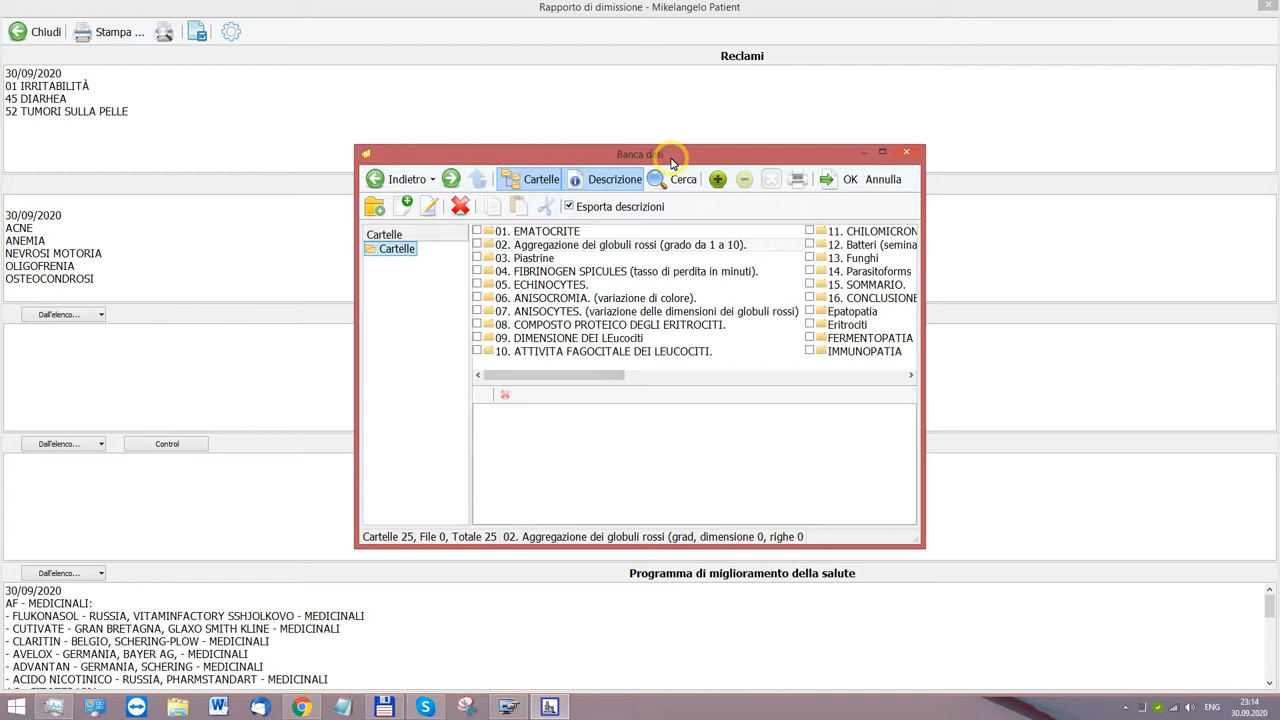 Rapporto di dimissione - Mikelangelo Patient
Chiudi
Stampa ...
Reclami
30/09/2020
01 IRRITABILITÀ
45 DIARHEA
52 TUMORI SULLA PELLE
30/09/2020
ACNE
ANEMIA
NEVROSI MOTORIA
OLIGOFRENIA
OSTEOCONDROSI
Dall'elenco...
Dall'elenco...
Control
Dall'elenco...
Programma di miglioramento della salute
30/09/2020
AF - MEDICINALI:
- FLUKONASOL - RUSSIA, VITAMINFACTORY SSHJOLKOVO - MEDICINALI
- CUTIVATE - GRAN BRETAGNA, GLAXO SMITH KLINE - MEDICINALI
- CLARITIN - BELGIO, SCHERING-PLOW - MEDICINALI
- AVELOX - GERMANIA, BAYER AG, - MEDICINALI
- ADVANTAN - GERMANIA, SCHERING - MEDICINALI
- ACIDO NICOTINICO - RUSSIA, PHARMSTANDART - MEDICINALI
Banca dati
Indietro
Cartelle
Descrizione
Cerca
OK
Annulla
Esporta descrizioni
Cartelle
Cartelle
01. EMATOCRITE
02. Aggregazione dei globuli rossi (grado da 1 a 10).
03. Piastrine
04. FIBRINOGEN SPICULES (tasso di perdita in minuti).
05. ECHINOCYTES.
06. ANISOCROMIA. (variazione di colore).
07. ANISOCYTES. (variazione delle dimensioni dei globuli rossi)
08. COMPOSTO PROTEICO DEGLI ERITROCITI.
09. DIMENSIONE DEI LEucociti
10. ATTIVITA FAGOCITALE DEI LEUCOCITI.
11. CHILOMICRON
12. Batteri (semina
13. Funghi
14. Parasitoforms
15. SOMMARIO.
16. CONCLUSIONE
Epatopatia
Eritrociti
FERMENTOPATIA
IMMUNOPATIA
Cartelle 25, File 0, Totale 25
02. Aggregazione dei globuli rossi (grad, dimensione 0, righe 0
ENG
23:14
30.09.2020